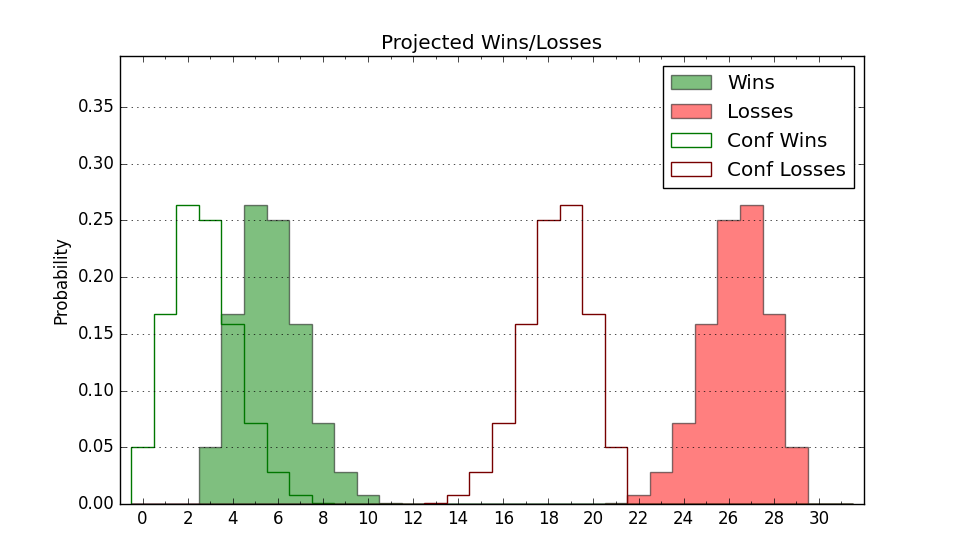 Projected Wins/Losses
Wins
Losses
Conf Wins
Conf Losses
Probability
0.35
0.30
0.25
0.20
0.15
0.10
0.05
0.00
0 2 4 6 8 10 12 14 16 18 20 22 24 26 28 30